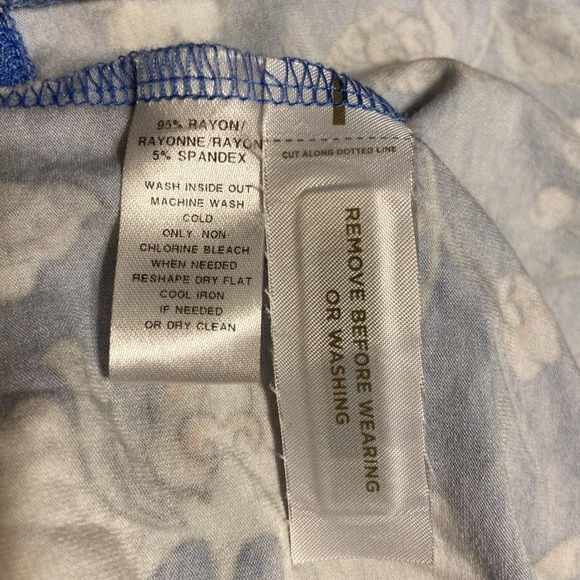 95% RAYON/
RAYONNE/RAYON
5% SPANDEX
WASH INSIDE OUT
MACHINE WASH
COLD
ONLY NON
CHLORINE BLEACH
WHEN NEEDED
RESHAPE DRY FLAT
COOL IRON
IF NEEDED
OR DRY CLEAN
CUT ALONG DOTTED LINE
REMOVE BEFORE WEARING
OR WASHING